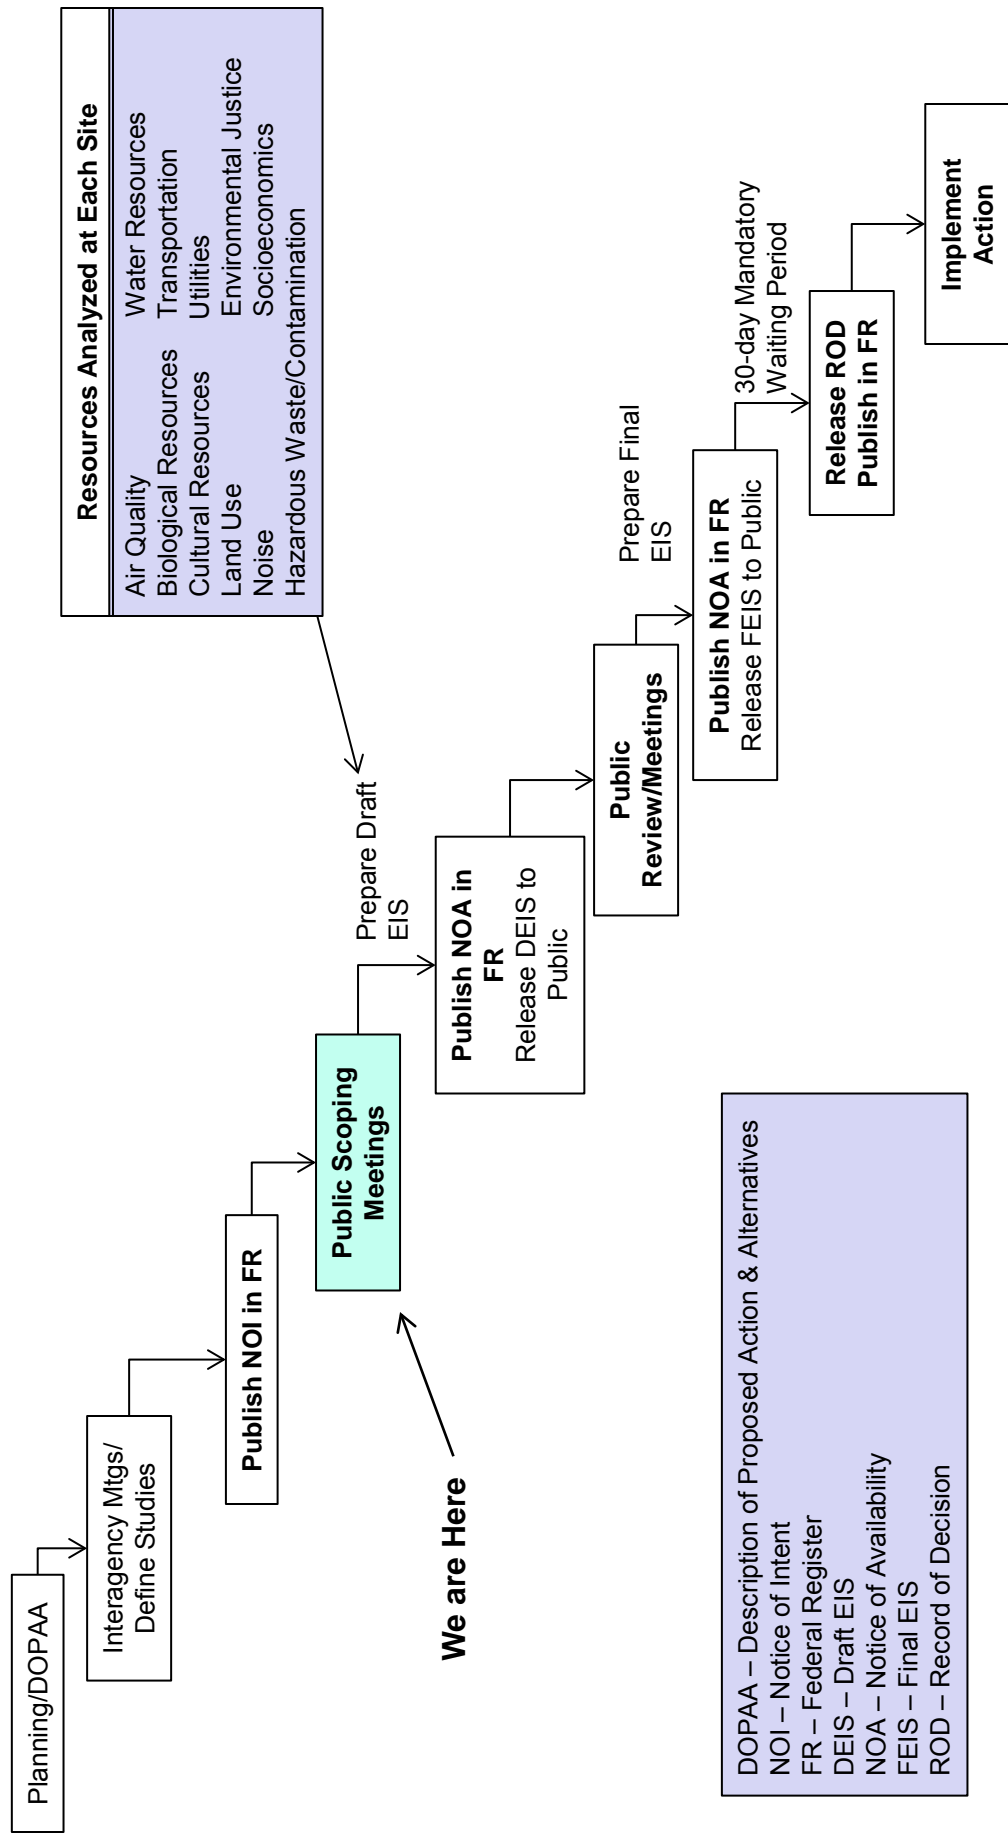 Planning/DOPAA
Interagency Mtgs/
Define Studies
Publish NOI in FR
Public Scoping
Meetings
We are Here
Prepare Draft
EIS
Resources Analyzed at Each Site
Air Quality
Biological Resources
Cultural Resources
Land Use
Noise
Hazardous Waste/Contamination
Water Resources
Transportation
Utilities
Environmental Justice
Socioeconomics
Publish NOA in
FR
Release DEIS to
Public
Public
Review/Meetings
Prepare Final
EIS
Publish NOA in FR
Release FEIS to Public
30-day Mandatory
Waiting Period
Release ROD
Publish in FR
Implement
Action
DOPAA – Description of Proposed Action & Alternatives
NOI – Notice of Intent
FR – Federal Register
DEIS – Draft EIS
NOA – Notice of Availability
FEIS – Final EIS
ROD – Record of Decision